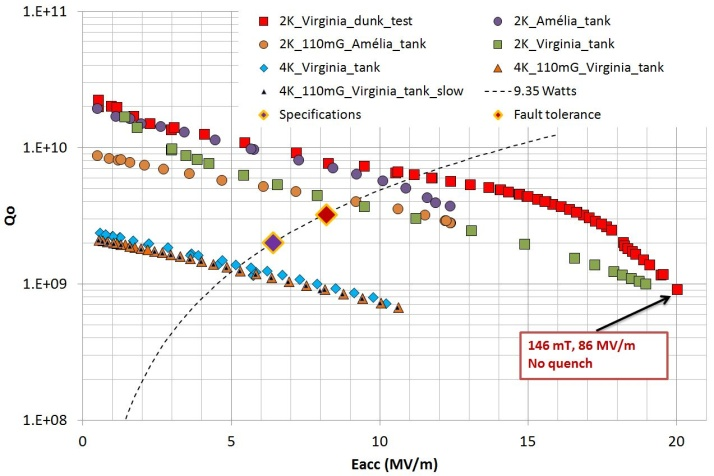 1.E+11
2K_Virginia_dunk_test
2K_Amélia_tank
2K_110mG_Amélia_tank
2K_Virginia_tank
4K_Virginia_tank
4K_110mG_Virginia_tank
4K_110mG_Virginia_tank_slow
9.35 Watts
Specifications
Fault tolerance
1.E+10
Qo
1.E+09
146 mT, 86 MV/m
No quench
1.E+08
0 5 10 15 20
Eacc (MV/m)